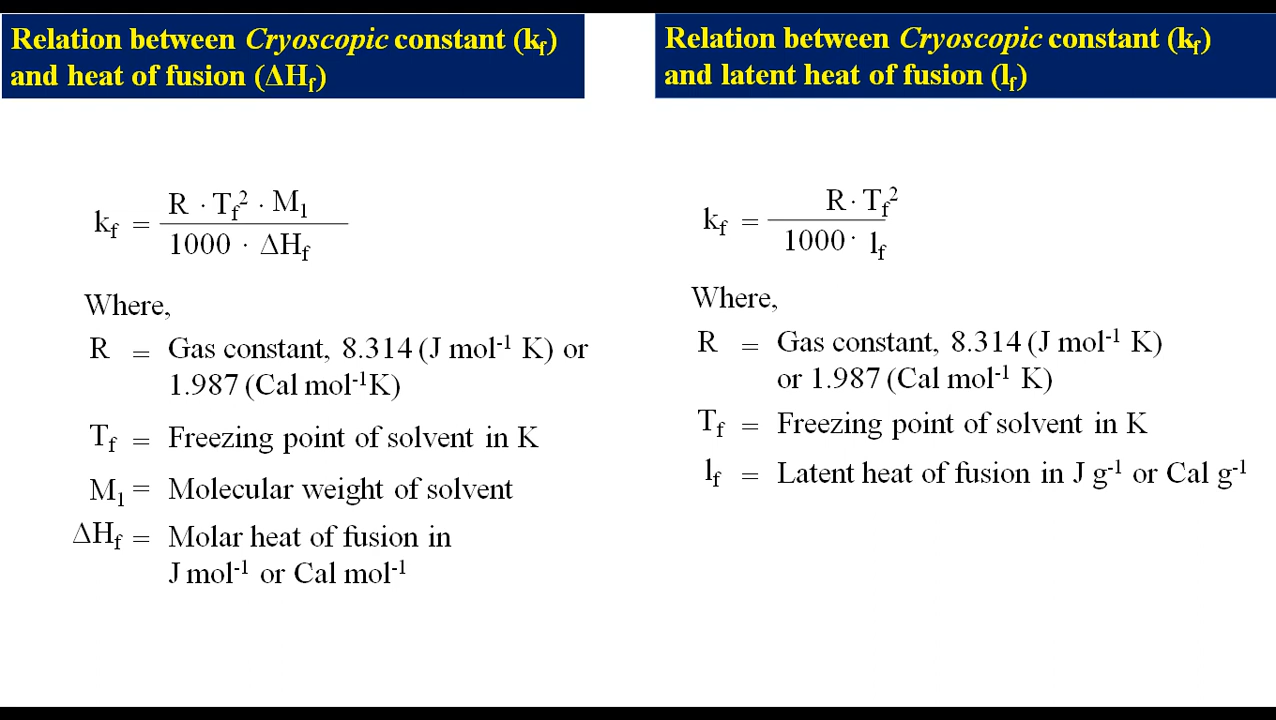 Relation between Cryoscopic constant (kf)
and heat of fusion (ΔHf)
kf = R · Tf² · M1
1000 · ΔHf
Where,
R = Gas constant, 8.314 (J mol⁻¹ K) or
1.987 (Cal mol⁻¹K)
Tf = Freezing point of solvent in K
M1 = Molecular weight of solvent
ΔHf = Molar heat of fusion in
J mol⁻¹ or Cal mol⁻¹
Relation between Cryoscopic constant (kf)
and latent heat of fusion (lf)
kf = R · Tf²
1000 · lf
Where,
R = Gas constant, 8.314 (J mol⁻¹ K)
or 1.987 (Cal mol⁻¹ K)
Tf = Freezing point of solvent in K
lf = Latent heat of fusion in J g⁻¹ or Cal g⁻¹